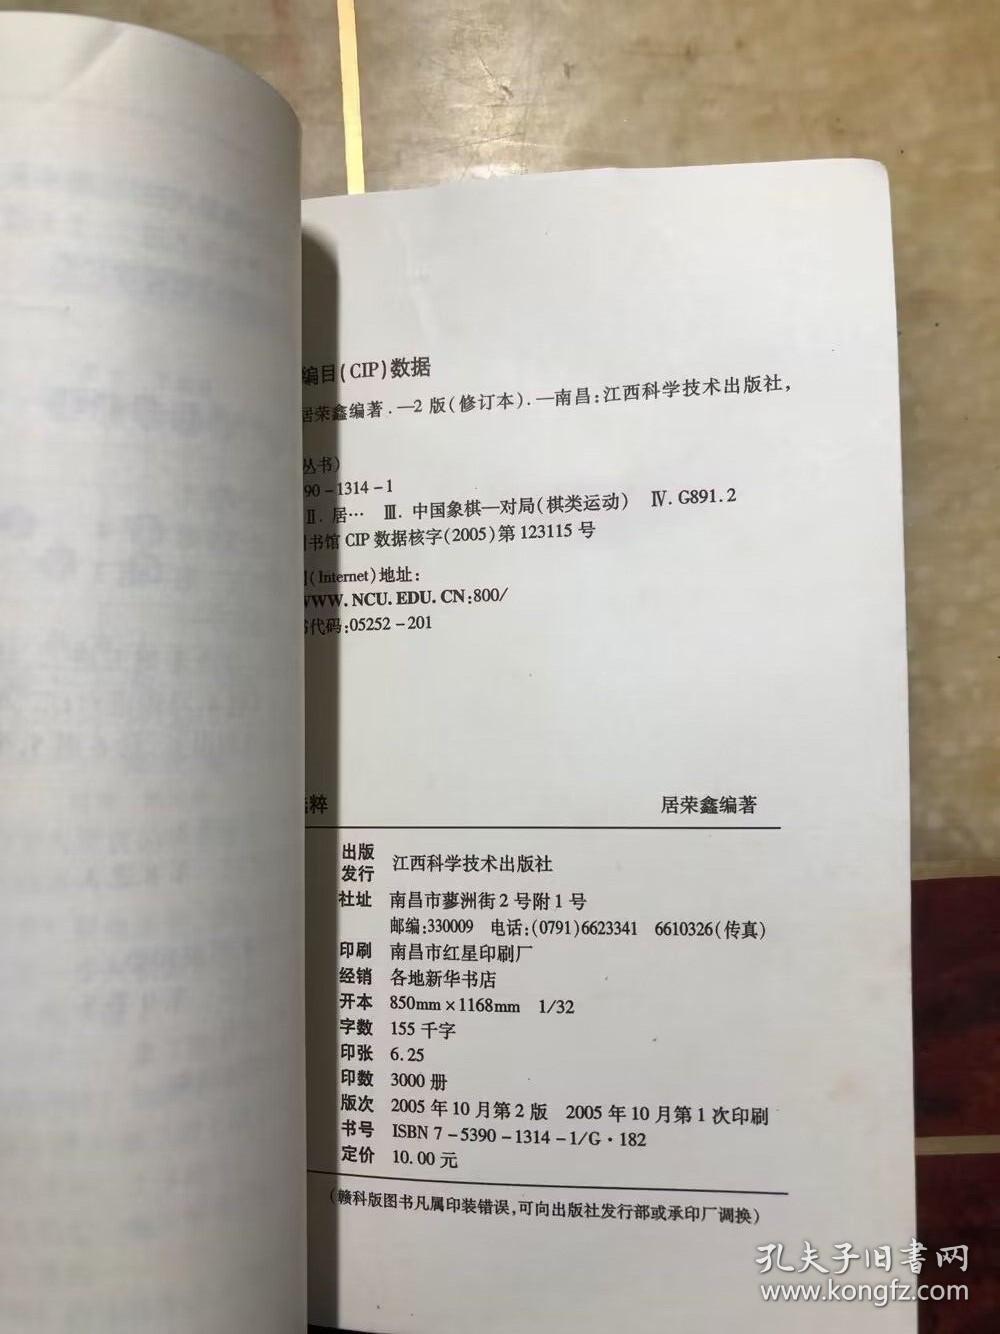 编目(CIP)数据
居荣鑫编著.—2版(修订本).—南昌:江西科学技术出版社,
丛书)
90-1314-1
Ⅱ.居… Ⅲ.中国象棋—对局(棋类运动) Ⅳ.G891.2
书馆CIP数据核字(2005)第123115号
(Internet)地址:
WWW.NCU.EDU.CN:800/
代码:05252-201
粹 居荣鑫编著
出版
发行 江西科学技术出版社
社址 南昌市蓼洲街2号附1号
邮编:330009 电话:(0791)6623341 6610326(传真)
印刷 南昌市红星印刷厂
经销 各地新华书店
开本 850mm×1168mm 1/32
字数 155千字
印张 6.25
印数 3000册
版次 2005年10月第2版 2005年10月第1次印刷
书号 ISBN 7-5390-1314-1/G·182
定价 10.00元
(赣科版图书凡属印装错误,可向出版社发行部或承印厂调换)
孔夫子旧书网
www.kongfz.com